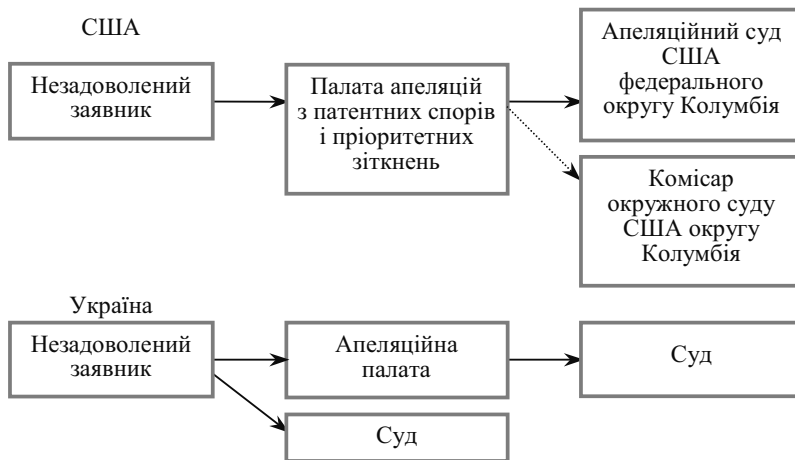 США
Незадоволений
заявник
Палата апеляцій
з патентних спорів
і пріоритетних
зіткнень
Апеляційний суд
США
федерального
округу Колумбія
Комісар
окружного суду
США округу
Колумбія
Україна
Незадоволений
заявник
Апеляційна
палата
Суд
Суд